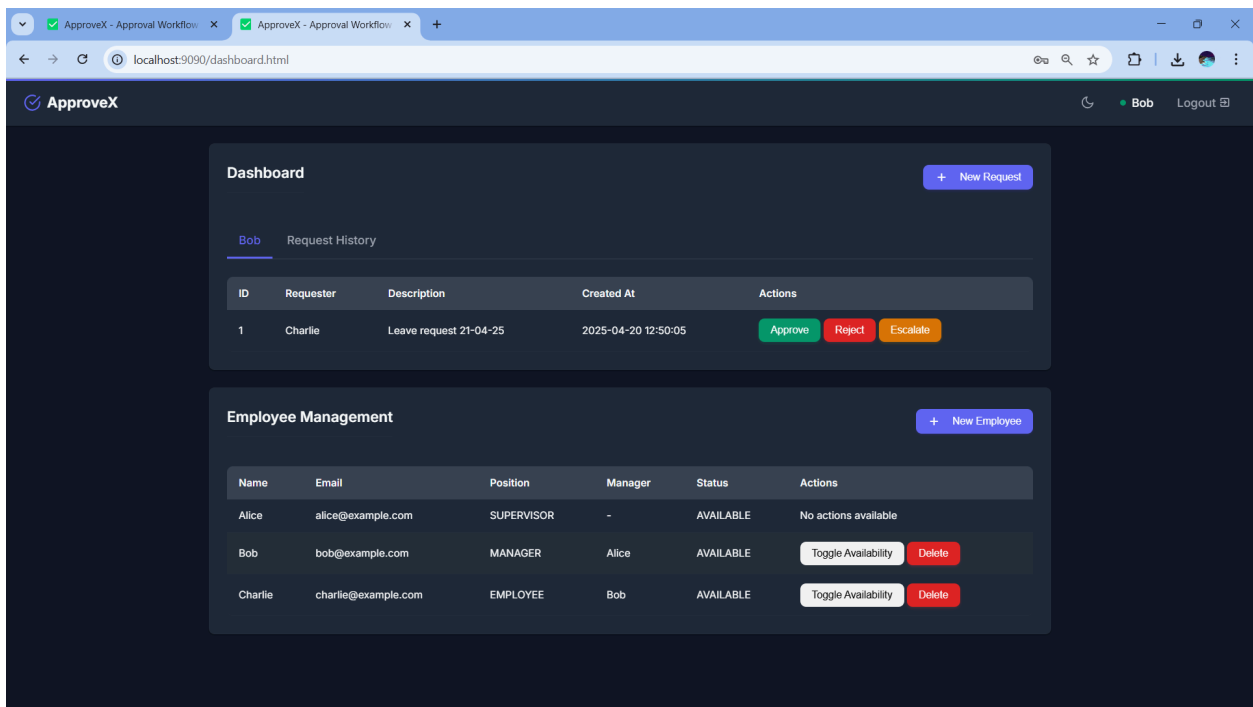 ApproveX - Approval Workflow ApproveX - Approval Workflow
localhost:9090/dashboard.html
ApproveX Bob Logout
Dashboard
+ New Request
Bob Request History
ID Requester Description Created At Actions
1 Charlie Leave request 21-04-25 2025-04-20 12:50:05 Approve Reject Escalate
Employee Management
+ New Employee
Name Email Position Manager Status Actions
Alice alice@example.com SUPERVISOR - AVAILABLE No actions available
Bob bob@example.com MANAGER Alice AVAILABLE Toggle Availability Delete
Charlie charlie@example.com EMPLOYEE Bob AVAILABLE Toggle Availability Delete